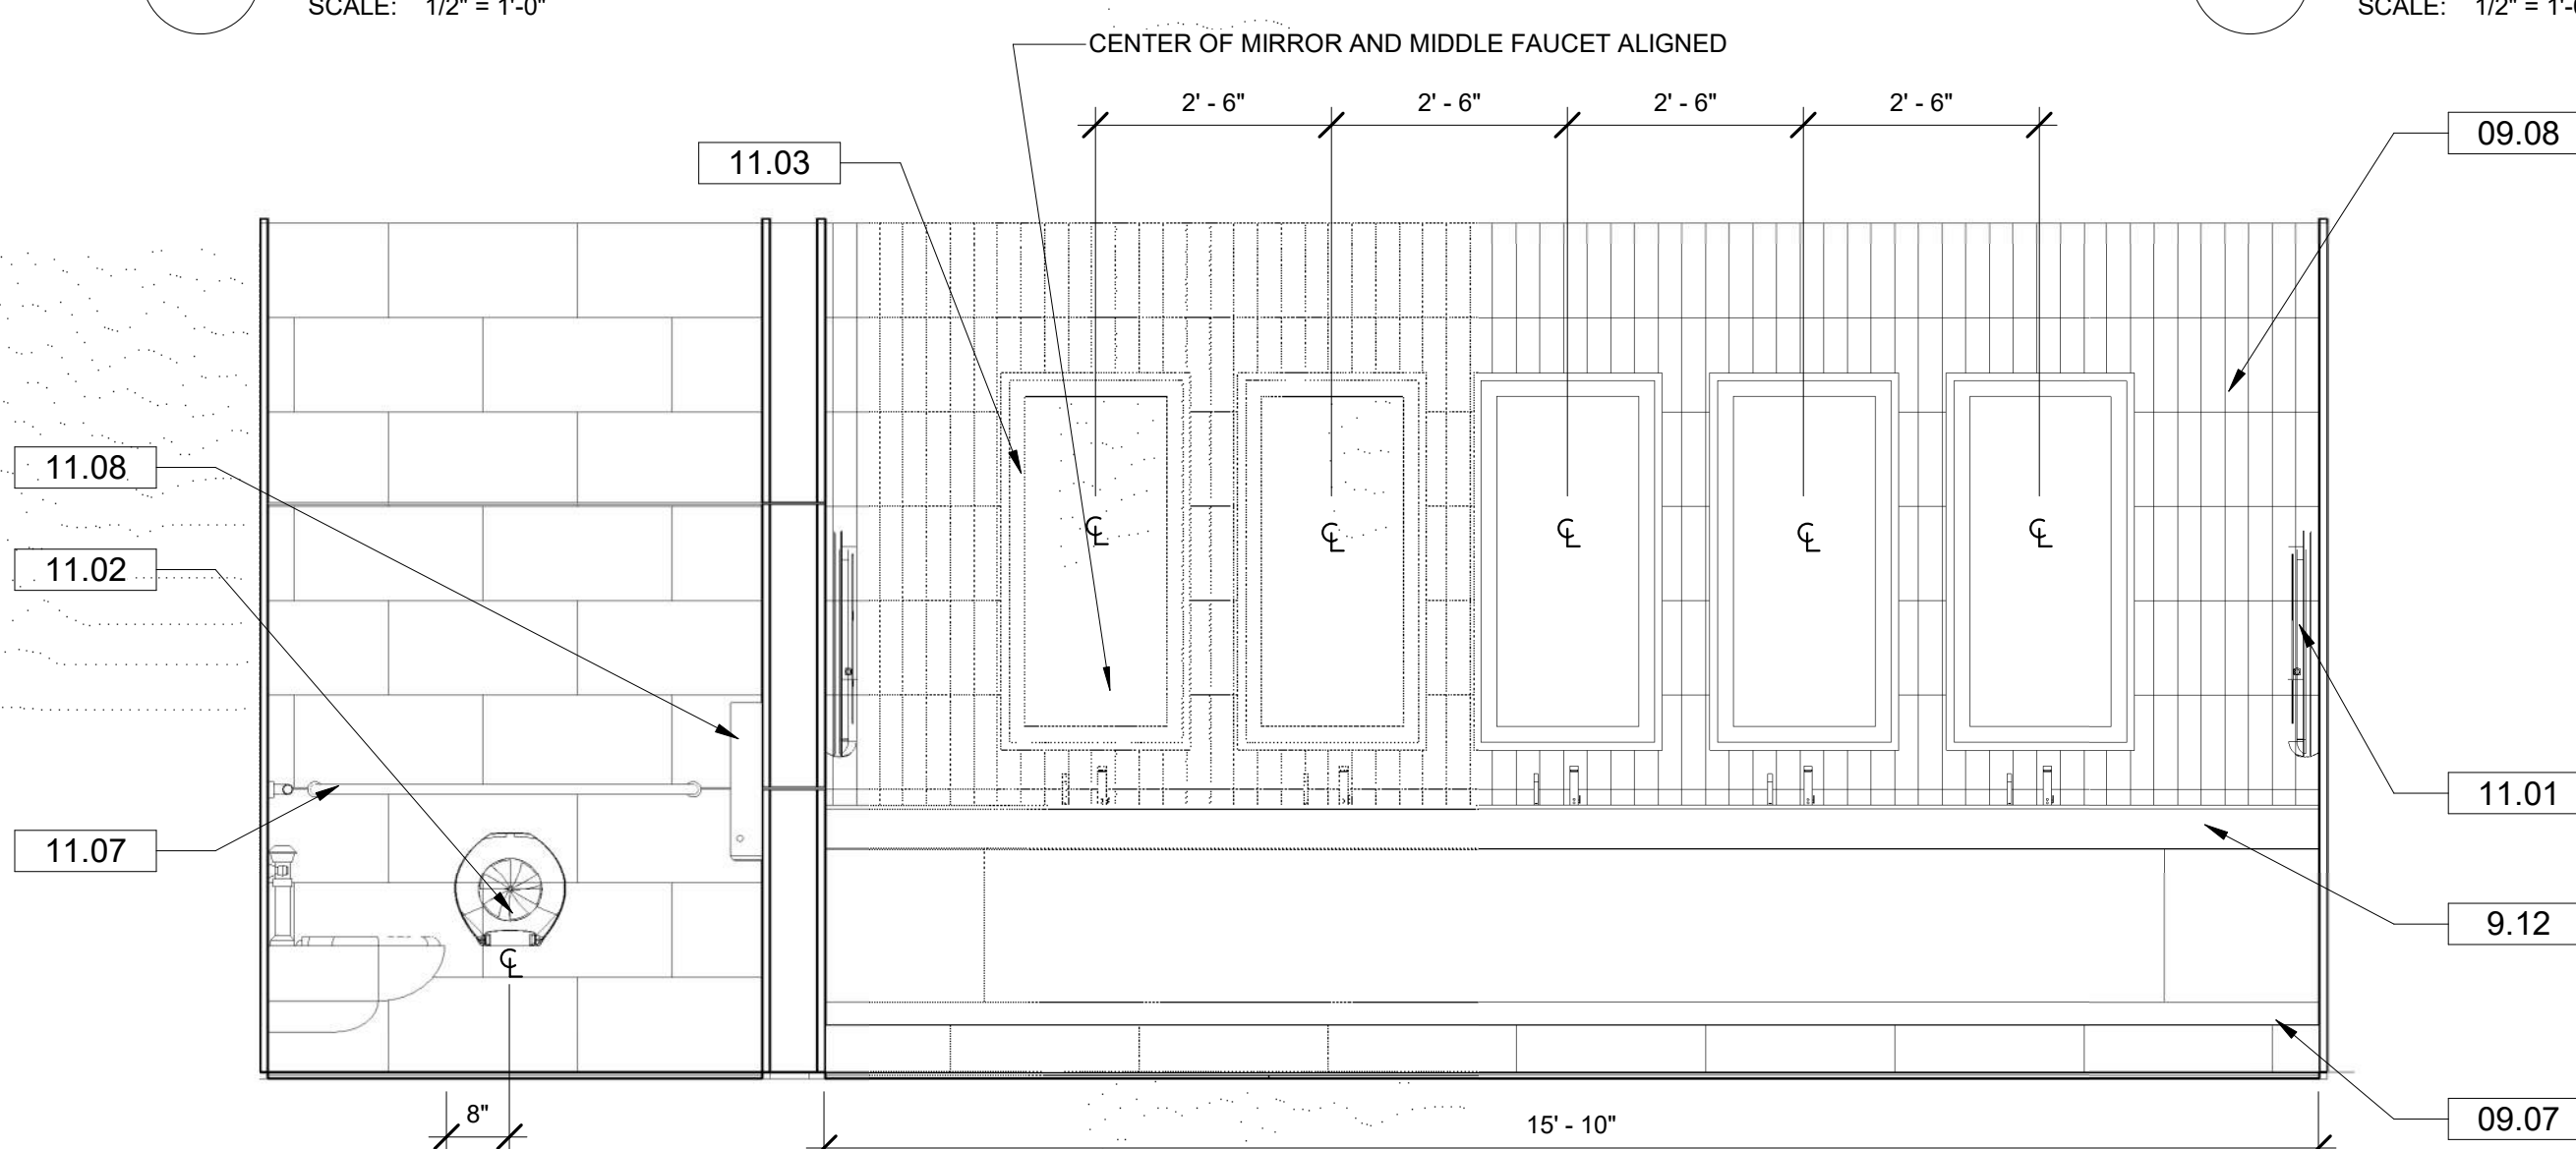 SCALE: 1/2" = 1'-0"
SCALE: 1/2" = 1'-0
CENTER OF MIRROR AND MIDDLE FAUCET ALIGNED
2' - 6" 2' - 6" 2' - 6" 2' - 6"
09.08
11.03
11.08
11.02
11.07
℄ ℄ ℄ ℄ ℄
11.01
9.12
℄
8"
15' - 10"
09.07